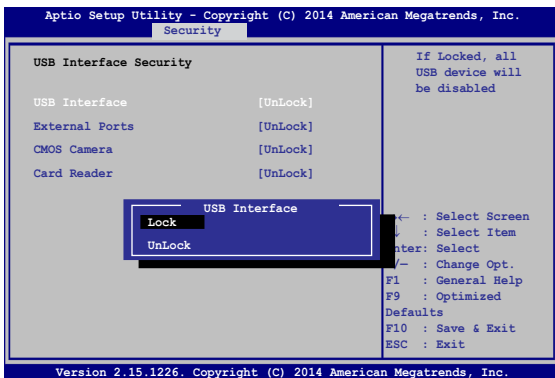 Aptio Setup Utility - Copyright (C) 2014 American Megatrends, Inc.
Security
USB Interface Security
USB Interface [UnLock]
External Ports [UnLock]
CMOS Camera [UnLock]
Card Reader [UnLock]
USB Interface
Lock
UnLock
If Locked, all
USB device will
be disabled
← : Select Screen
↓ : Select Item
nter: Select
/— : Change Opt.
F1 : General Help
F9 : Optimized
Defaults
F10 : Save & Exit
ESC : Exit
Version 2.15.1226. Copyright (C) 2014 American Megatrends, Inc.